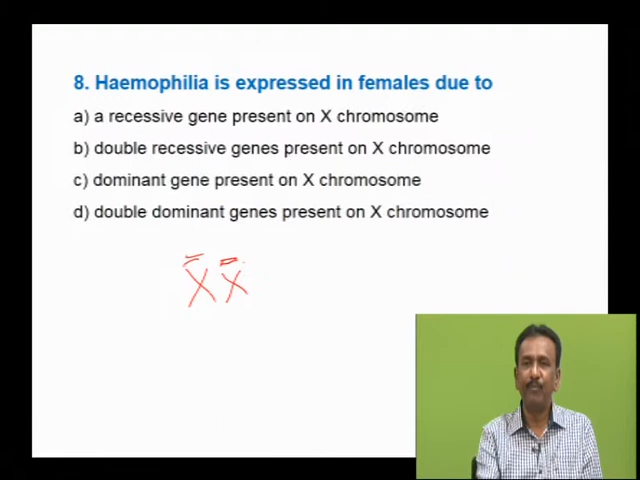 8. Haemophilia is expressed in females due to
a) a recessive gene present on X chromosome
b) double recessive genes present on X chromosome
c) dominant gene present on X chromosome
d) double dominant genes present on X chromosome
X X